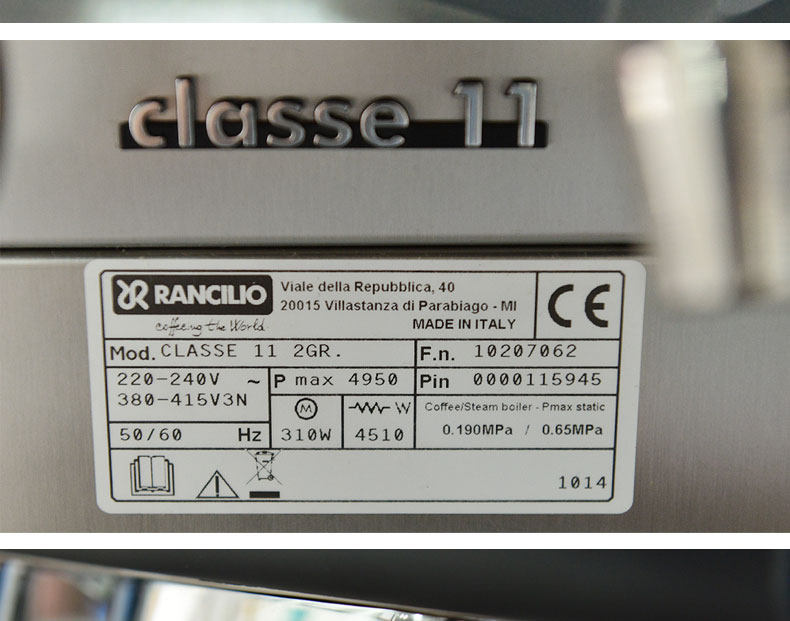 classe 11
RANCILIO
coffeeing the World
Viale della Repubblica, 40
20015 Villastanza di Parabiago - MI
MADE IN ITALY
CE
Mod. CLASSE 11 2GR.
F.n. 10207062
220-240V ~
380-415V3N
P max 4950
Pin 0000115945
50/60 Hz
M
310W
W
4510
Coffee/Steam boiler - Pmax static
0.190MPa / 0.65MPa
1014